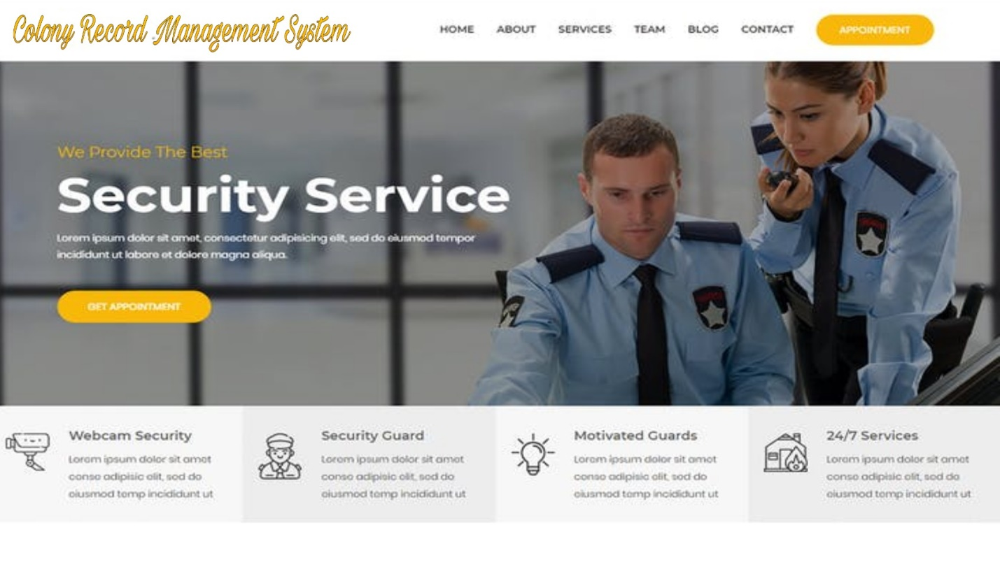 Colony Record Management System
HOME ABOUT SERVICES TEAM BLOG CONTACT APPOINTMENT
We Provide The Best
Security Service
Lorem ipsum dolor sit amet, consectetur adipisicing elit, sed do eiusmod tempor
incididunt ut labore et dolore magna aliqua.
GET APPOINTMENT
Webcam Security
Lorem ipsum dolor sit amet
conse adipisic elit, sed do
eiusmod temp incididunt ut
Security Guard
Lorem ipsum dolor sit amet
conse adipisic elit, sed do
eiusmod temp incididunt ut
Motivated Guards
Lorem ipsum dolor sit amet
conse adipisic elit, sed do
eiusmod temp incididunt ut
24/7 Services
Lorem ipsum dolor sit amet
conse adipisic elit, sed do
eiusmod temp incididunt ut